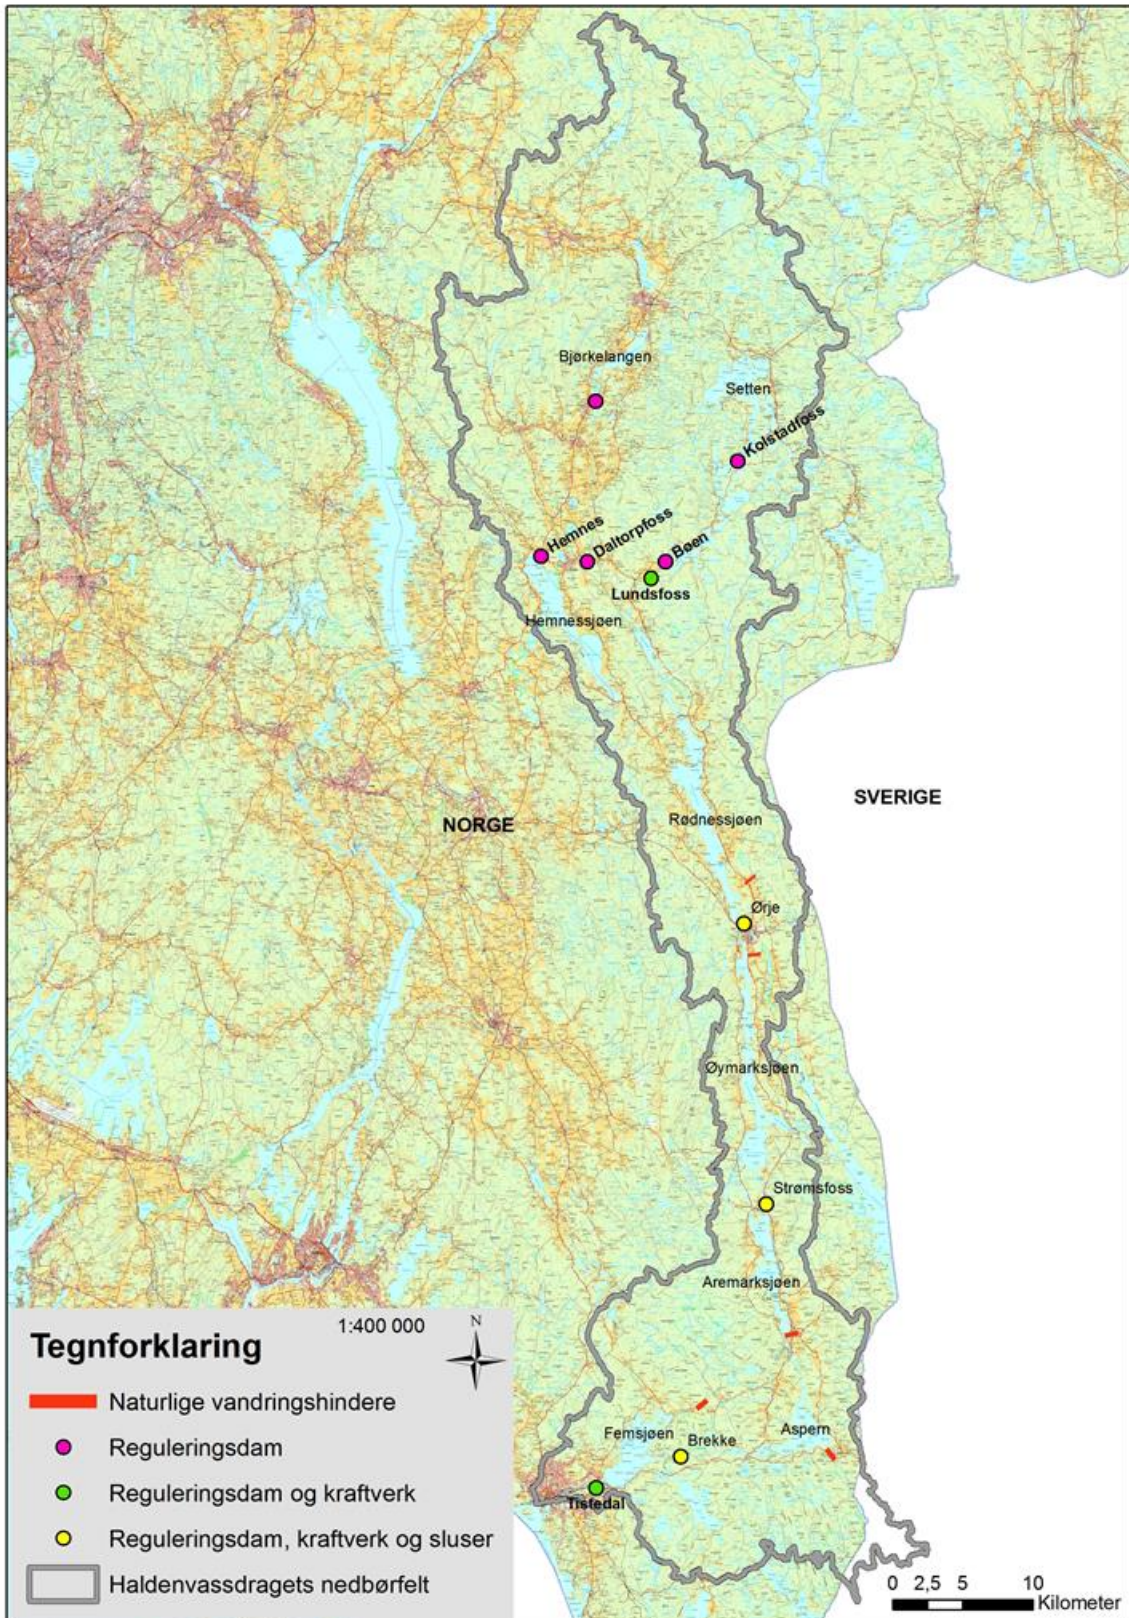 Bjørkelangen
Setten
Kolstadfoss
Hemnes
Daltorpfoss
Bøen
Lundsfoss
Hemnessjøen
SVERIGE
Rødnessjøen
NORGE
Ørje
Øymarksjøen
Strømsfoss
Aremarksjøen
Femsjøen
Brekke
Aspern
Tistedal
Tegnforklaring
1:400 000
N
Naturlige vandringshindere
Reguleringsdam
Reguleringsdam og kraftverk
Reguleringsdam, kraftverk og sluser
Haldenvassdragets nedbørfelt
0 2,5 5 10
Kilometer